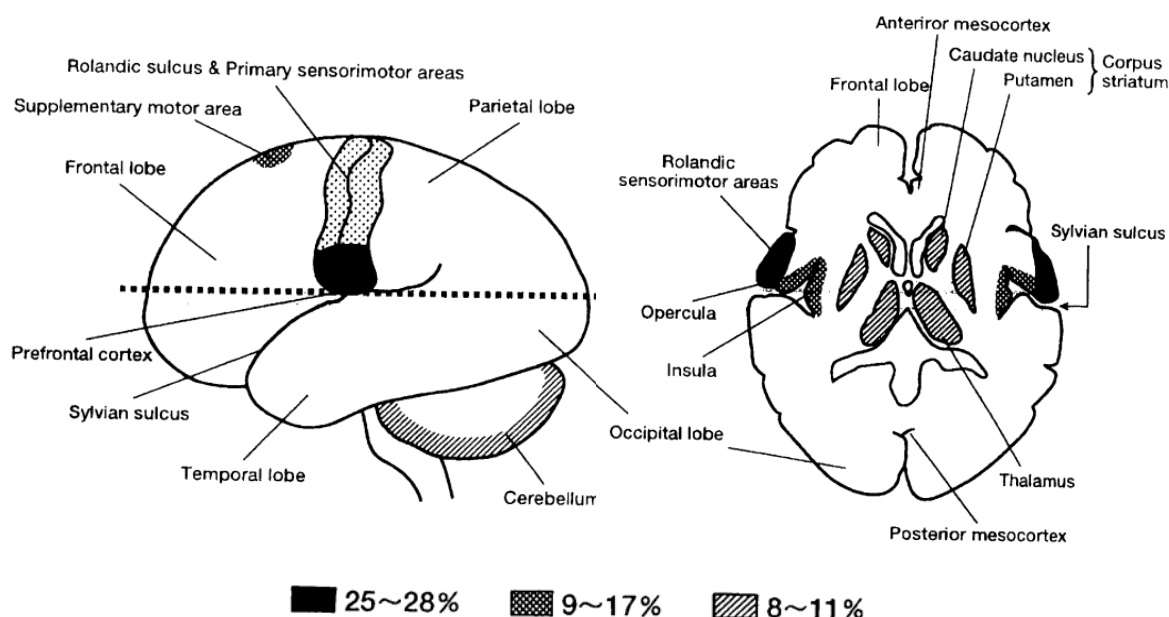 Rolandic sulcus & Primary sensorimotor areas
Supplementary motor area
Parietal lobe
Frontal lobe
Prefrontal cortex
Sylvian sulcus
Temporal lobe
Cerebellum
Occipital lobe
Anteriror mesocortex
Caudate nucleus
Putamen
Corpus
striatum
Frontal lobe
Rolandic
sensorimotor areas
Sylvian sulcus
Opercula
Insula
Thalamus
Posterior mesocortex
25~28%
9~17%
8~11%